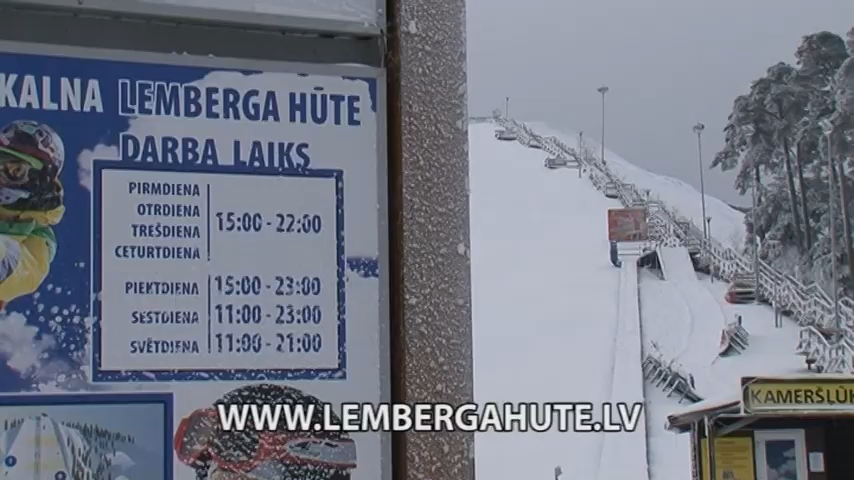 KALNA LEMBERGA HŪTE
DARBA LAIKS
PIRMDIENA
OTRDIENA
TREŠDIENA
CETURTDIENA
15:00 - 22:00
PIEKTDIENA 15:00 - 23:00
SESTDIENA 11:00 - 23:00
SVĒTDIENA 11:00 - 21:00
WWW.LEMBERGAHUTE.LV